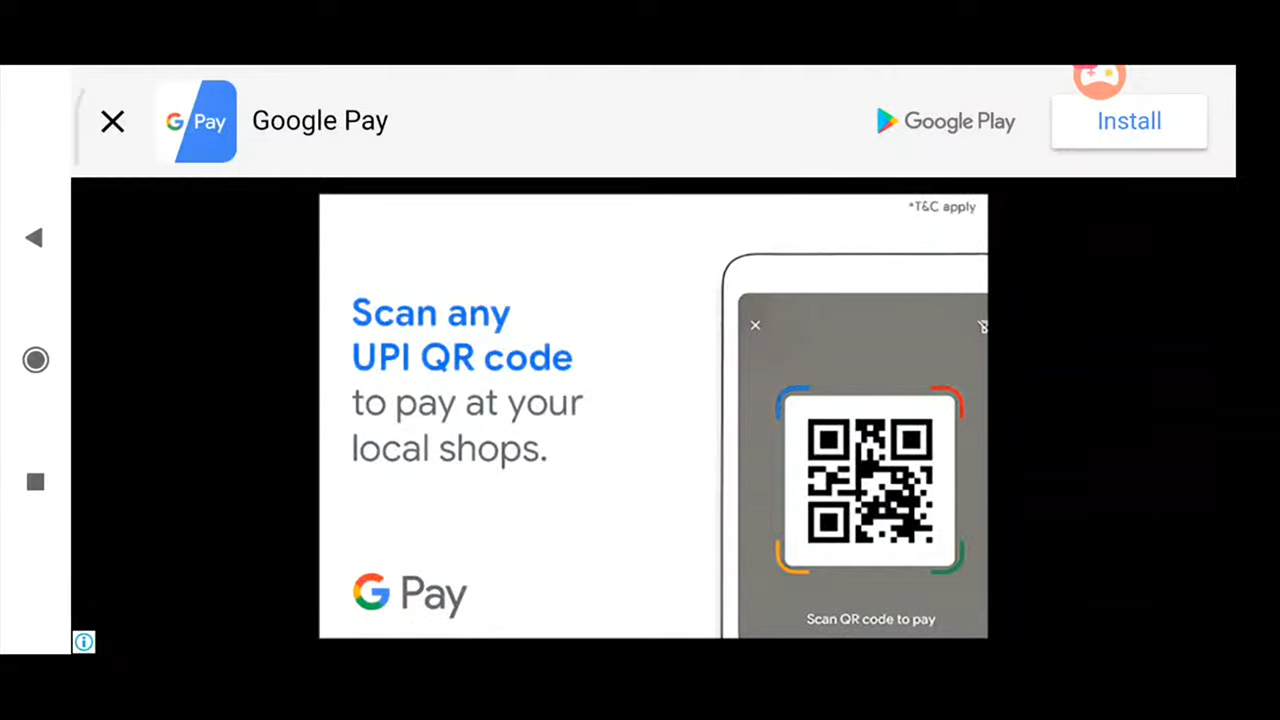 G Pay
Google Pay
Google Play
Install
*T&C apply
Scan any
UPI QR code
to pay at your
local shops.
G Pay
Scan QR code to pay